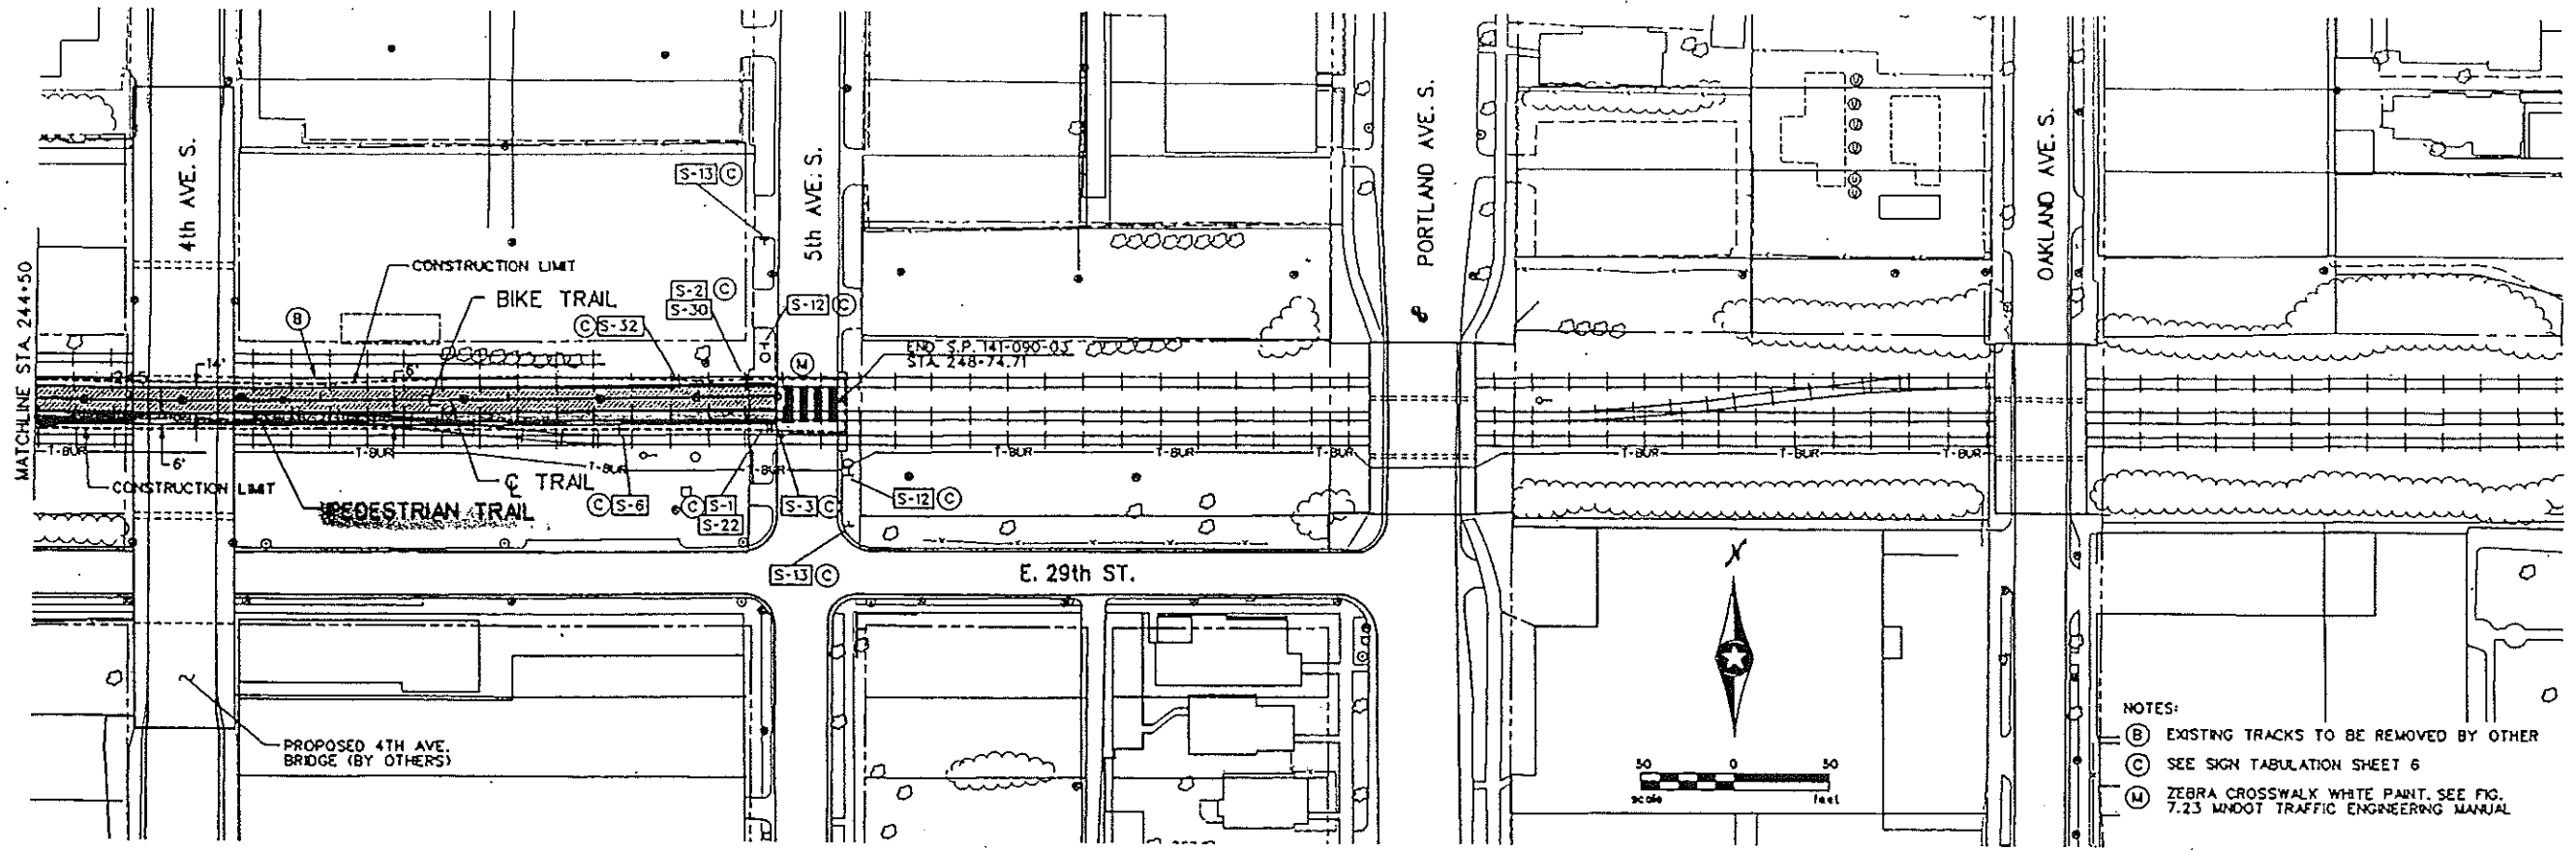 MATCHLINE STA. 244+50
4th AVE. S.
5th AVE. S.
PORTLAND AVE. S.
OAKLAND AVE. S.
S-13 C
CONSTRUCTION LIMIT
BIKE TRAIL
B
S-2 C
S-30
S-12 C
C S-32
M
END S.P. 141-090-03
STA. 248+74.71
14'
6'
T-BUR
T-BUR
T-BUR
T-BUR
T-BUR
T-BUR
T-BUR
T-BUR
T-BUR
T-BUR
T-BUR
6'
CONSTRUCTION LIMIT
℄ TRAIL
PEDESTRIAN TRAIL
C S-6
C S-1
S-22
S-3 C
S-12 C
S-13 C
E. 29th ST.
N
PROPOSED 4TH AVE.
BRIDGE (BY OTHERS)
50 0 50
scale feet
NOTES:
B EXISTING TRACKS TO BE REMOVED BY OTHER
C SEE SIGN TABULATION SHEET 6
M ZEBRA CROSSWALK WHITE PAINT. SEE FIG.
7.23 MNDOT TRAFFIC ENGINEERING MANUAL